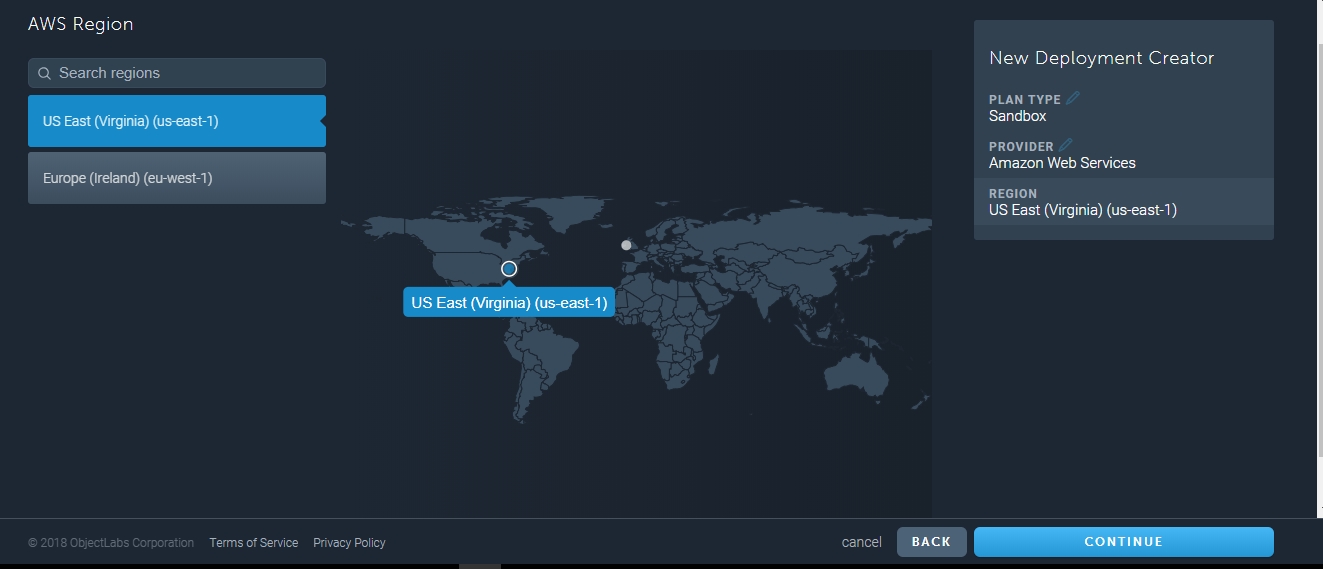 AWS Region
Search regions
US East (Virginia) (us-east-1)
Europe (Ireland) (eu-west-1)
US East (Virginia) (us-east-1)
New Deployment Creator
PLAN TYPE
Sandbox
PROVIDER
Amazon Web Services
REGION
US East (Virginia) (us-east-1)
© 2018 ObjectLabs Corporation Terms of Service Privacy Policy
cancel BACK CONTINUE